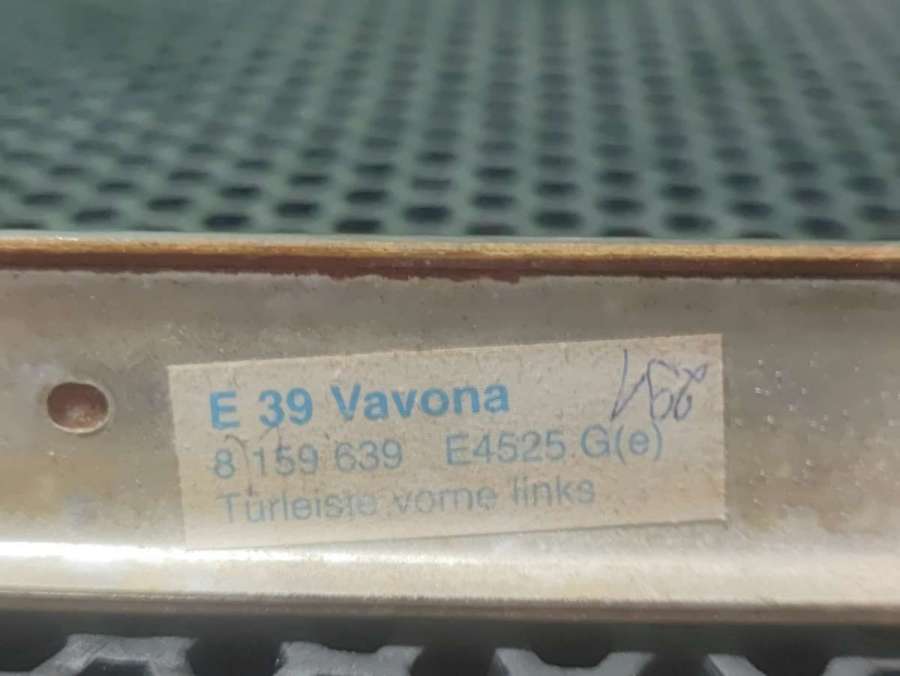 E 39 Vavona
8 159 639 E4525 G(e)
Türleiste vorne links